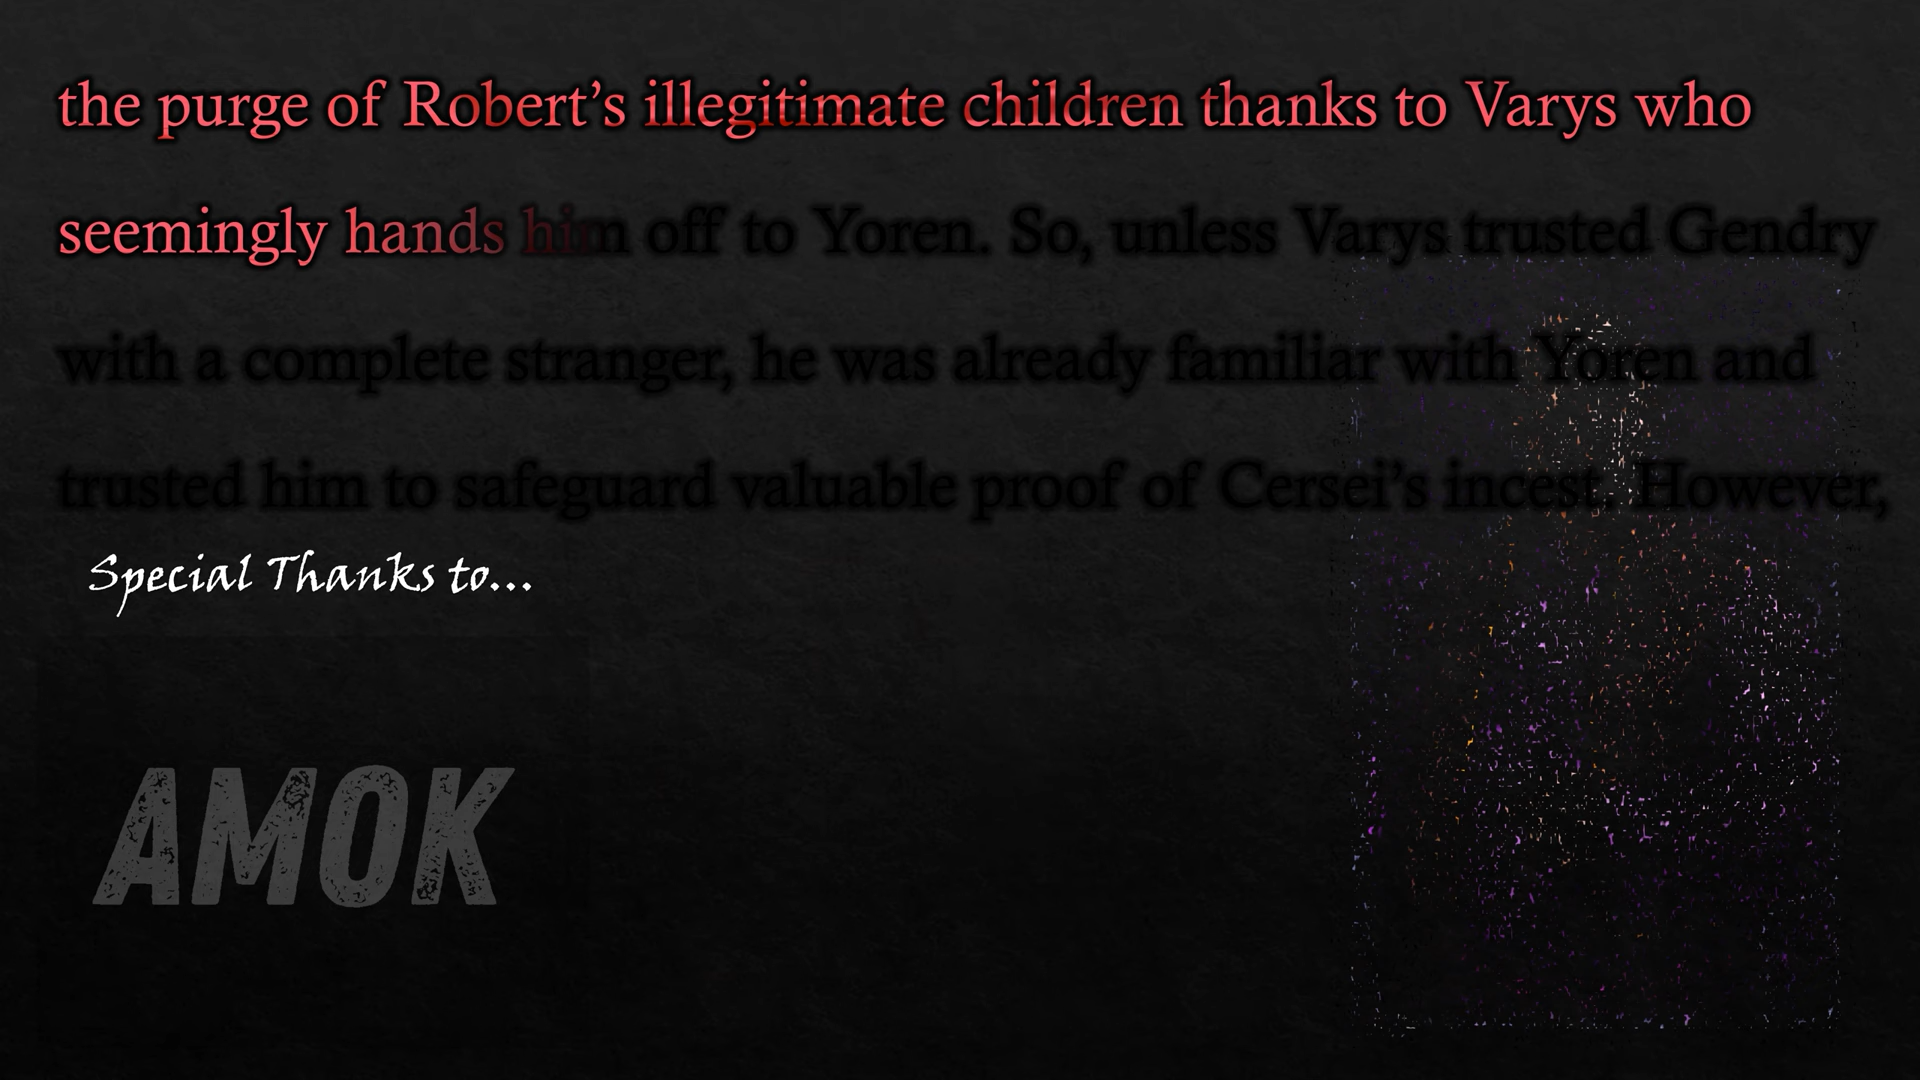 the purge of Robert’s illegitimate children thanks to Varys who
seemingly hands him off to Yoren. So, unless Varys trusted Gendry
with a complete stranger, he was already familiar with Yoren and
trusted him to safeguard valuable proof of Cersei’s incest. However,
Special Thanks to...
AMOK